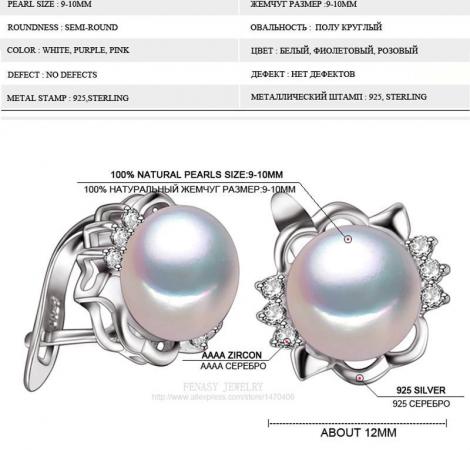 PEARL SIZE : 9-10MM
ЖЕМЧУГ РАЗМЕР :9-10MM
ROUNDNESS : SEMI-ROUND
ОВАЛЬНОСТЬ : ПОЛУ КРУГЛЫЙ
COLOR : WHITE, PURPLE, PINK
ЦВЕТ : БЕЛЫЙ, ФИОЛЕТОВЫЙ, РОЗОВЫЙ
DEFECT : NO DEFECTS
ДЕФЕКТ : НЕТ ДЕФЕКТОВ
METAL STAMP : 925,STERLING
МЕТАЛЛИЧЕСКИЙ ШТАМП : 925, STERLING
100% NATURAL PEARLS SIZE:9-10MM
100% НАТУРАЛЬНЫЙ ЖЕМЧУГ РАЗМЕР:9-10MM
AAAA ZIRCON
AAAA СЕРЕБРО
FENASY JEWELRY
http://www.aliexpress.com/store/1470406
925 SILVER
925 СЕРЕБРО
ABOUT 12MM